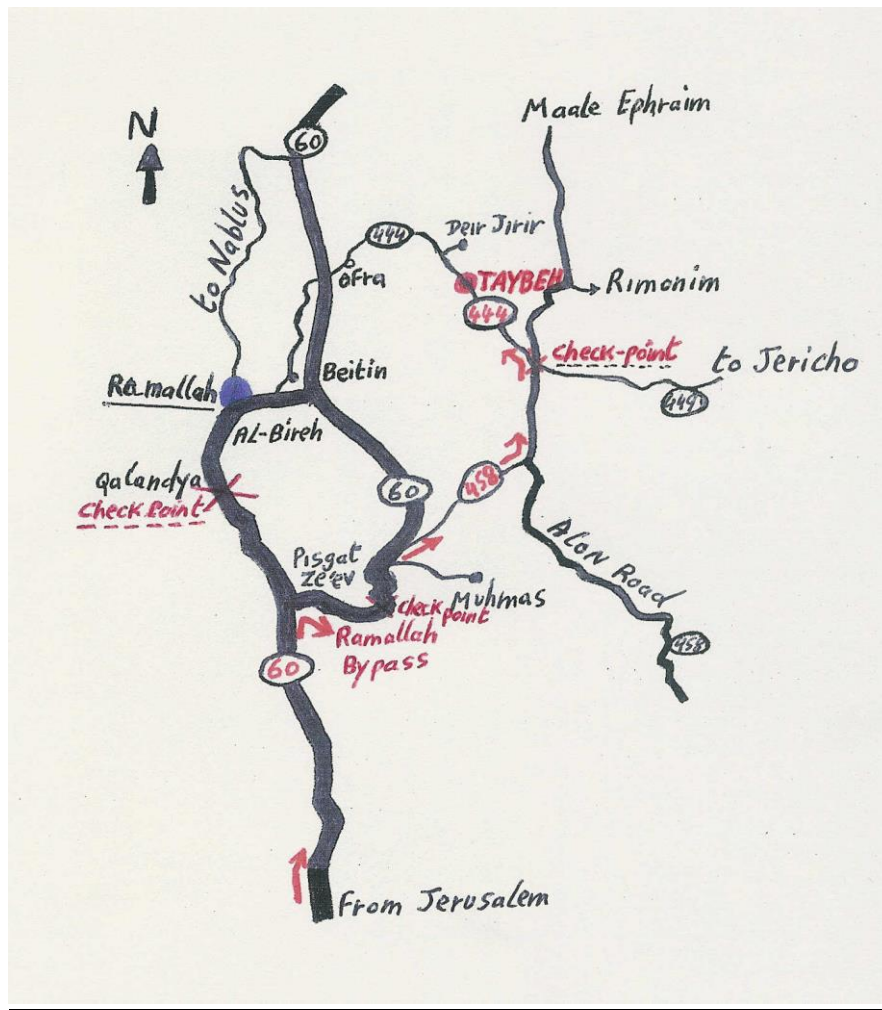 Maale Ephraim
N
60
to Nablus
444
Deir Jirir
Ofra
TAYBEH
Rimonim
444
check-point
to Jericho
Beitin
Ramallah
449
AL-Bireh
Qalandya
Check Point
60
458
ALON Road
Pisgat
Ze'ev
Muhmas
check point
Ramallah
Bypass
60
458
From Jerusalem